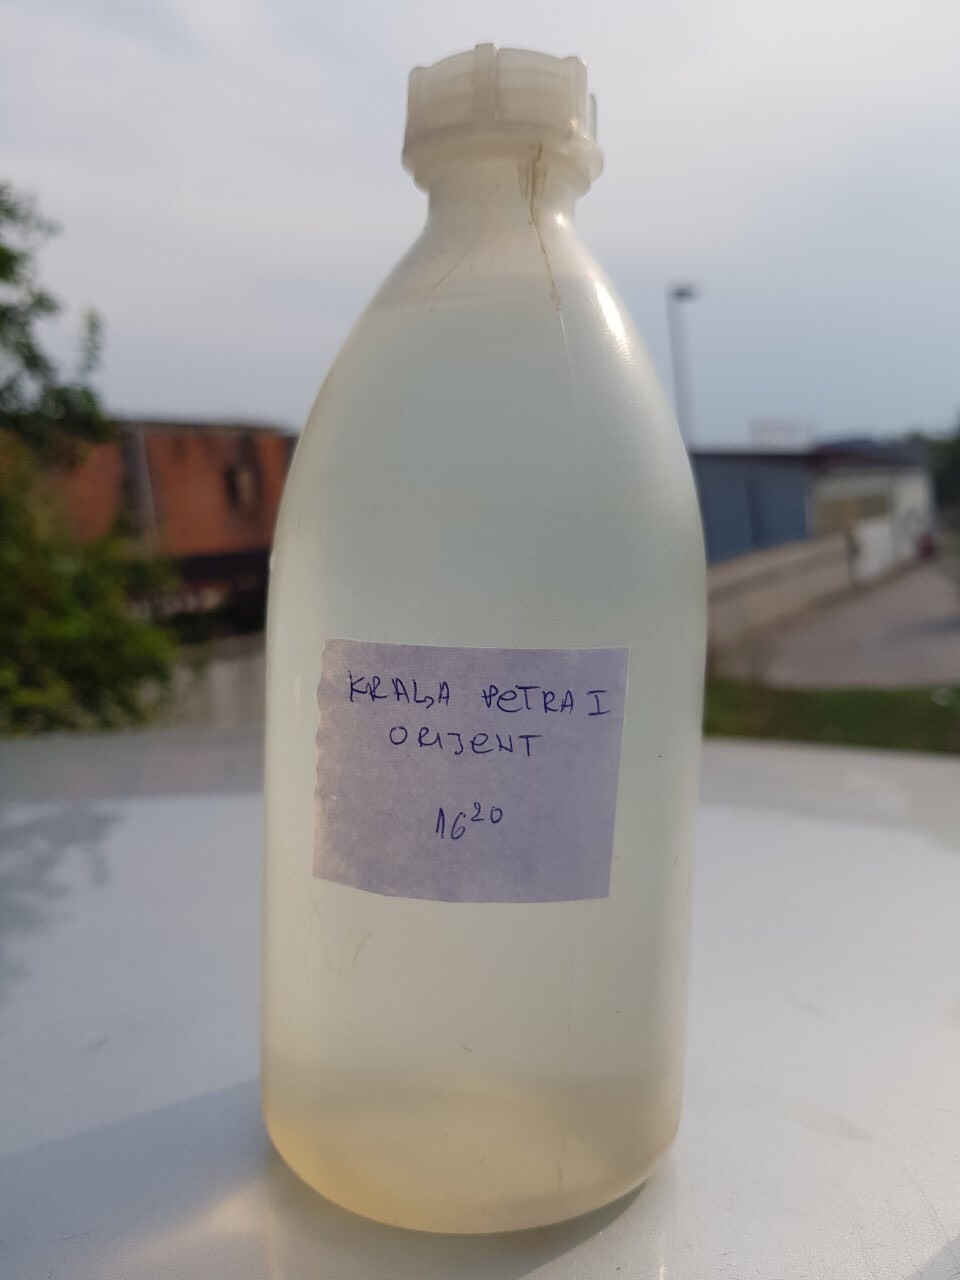 KRALJA PETRA I
ORIJENT
16²⁰